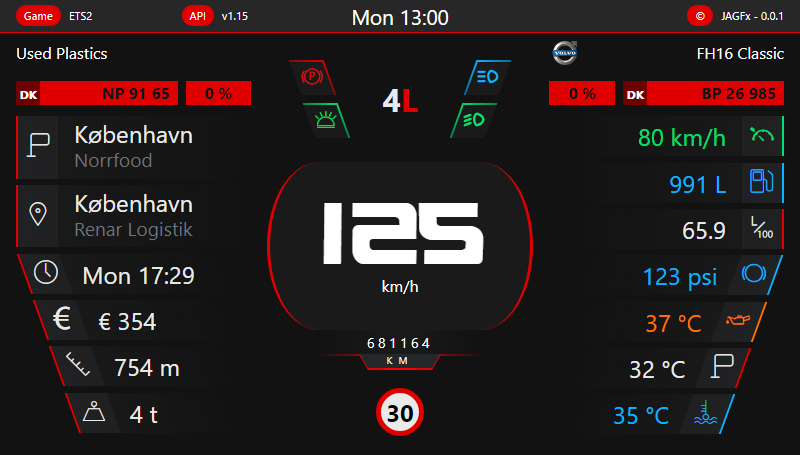 Game ETS2
API v1.15
Mon 13:00
© JAGFx - 0.0.1
Used Plastics
VOLVO
FH16 Classic
DK NP 91 65 0 %
0 % DK BP 26 985
P
4L
København
Norrfood
København
Renar Logistik
Mon 17:29
€ € 354
754 m
4 t
125
km/h
681164
KM
30
80 km/h
991 L
65.9 L/100
123 psi
37 °C
32 °C
35 °C